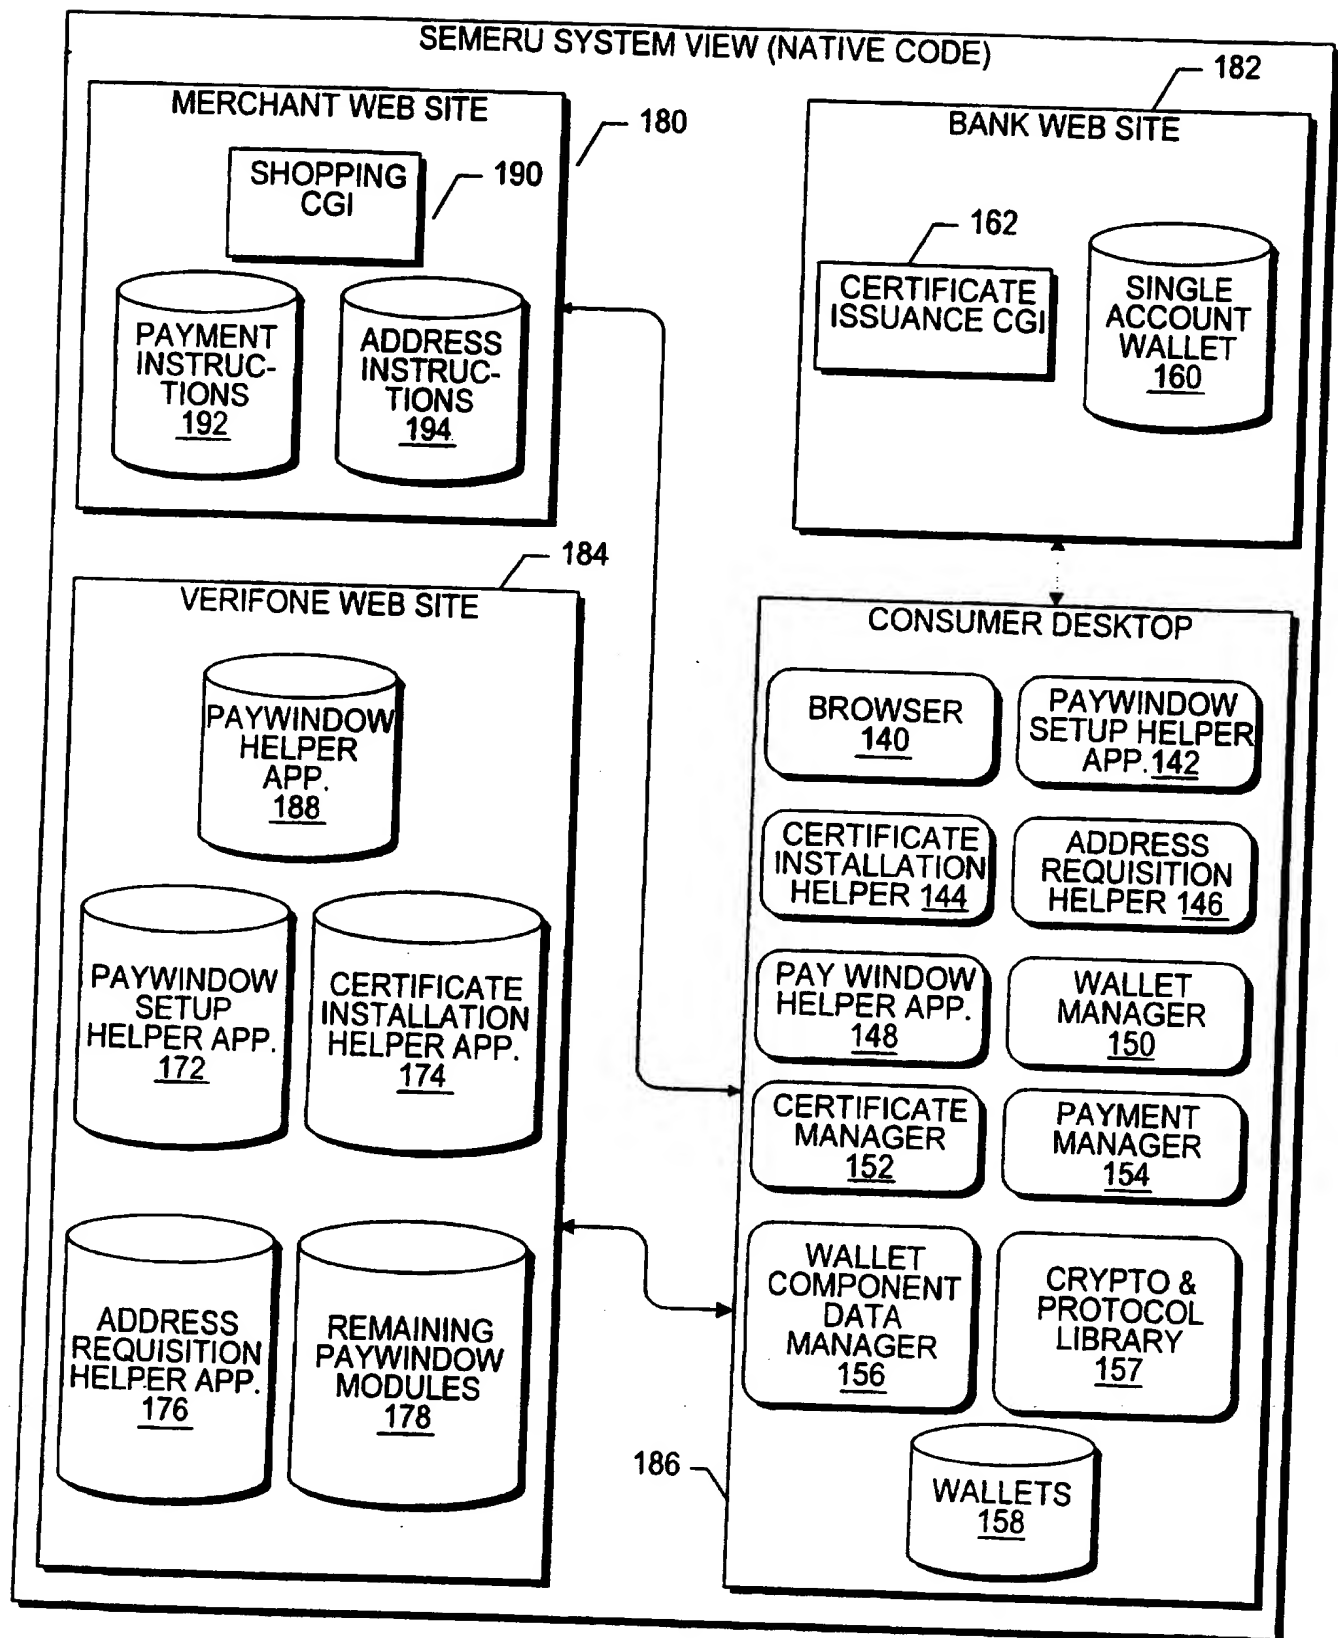 SEMERU SYSTEM VIEW (NATIVE CODE)
MERCHANT WEB SITE
180
SHOPPING
CGI
190
PAYMENT
INSTRUC-
TIONS
192
ADDRESS
INSTRUC-
TIONS
194
182
BANK WEB SITE
162
CERTIFICATE
ISSUANCE CGI
SINGLE
ACCOUNT
WALLET
160
184
VERIFONE WEB SITE
PAYWINDOW
HELPER
APP.
188
PAYWINDOW
SETUP
HELPER APP.
172
CERTIFICATE
INSTALLATION
HELPER APP.
174
ADDRESS
REQUISITION
HELPER APP.
176
REMAINING
PAYWINDOW
MODULES
178
CONSUMER DESKTOP
BROWSER
140
PAYWINDOW
SETUP HELPER
APP. 142
CERTIFICATE
INSTALLATION
HELPER 144
ADDRESS
REQUISITION
HELPER 146
PAY WINDOW
HELPER APP.
148
WALLET
MANAGER
150
CERTIFICATE
MANAGER
152
PAYMENT
MANAGER
154
WALLET
COMPONENT
DATA
MANAGER
156
CRYPTO &
PROTOCOL
LIBRARY
157
186
WALLETS
158